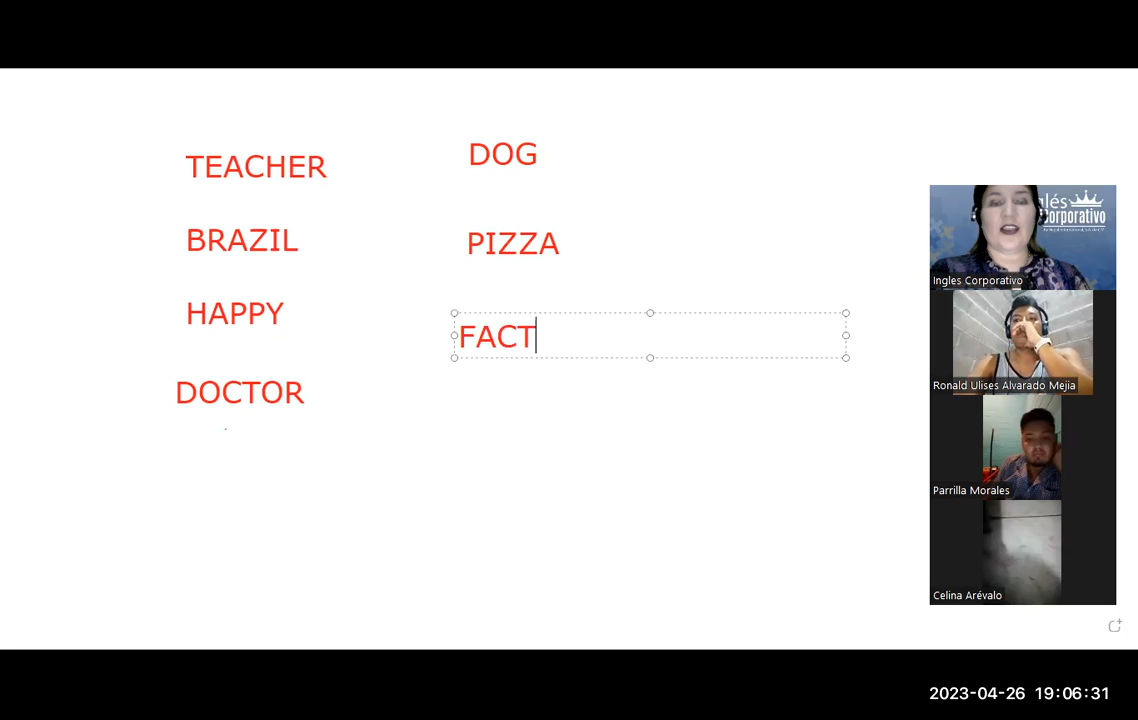 TEACHER
BRAZIL
HAPPY
DOCTOR
DOG
PIZZA
FACT
glés
Corporativo
Ingles Corporativo
Ronald Ulises Alvarado Mejia
Parrilla Morales
Celina Arévalo
2023-04-26 19:06:31